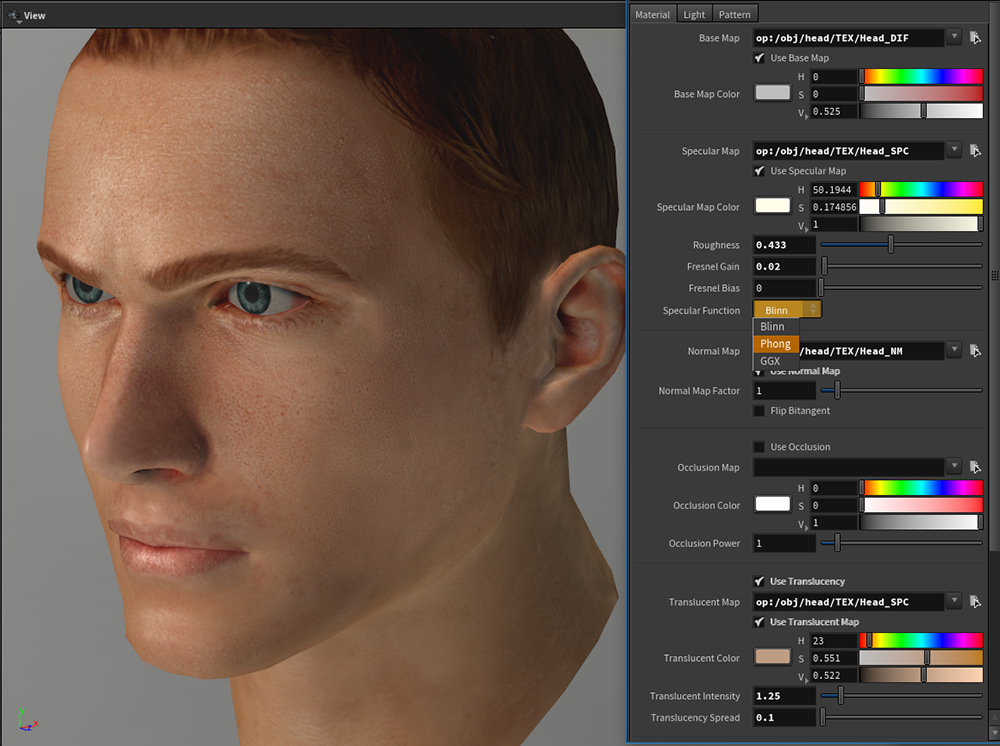 View
Material Light Pattern
Base Map op:/obj/head/TEX/Head_DIF
Use Base Map
H 0
Base Map Color S 0
V 0.525
Specular Map op:/obj/head/TEX/Head_SPC
Use Specular Map
H 50.1944
Specular Map Color S 0.174856
V 1
Roughness 0.433
Fresnel Gain 0.02
Fresnel Bias 0
Specular Function Blinn
Blinn
Phong
GGX
Normal Map /head/TEX/Head_NM
Use Normal Map
Normal Map Factor 1
Flip Bitangent
Use Occlusion
Occlusion Map
H 0
Occlusion Color S 0
V 1
Occlusion Power 1
Use Translucency
Translucent Map op:/obj/head/TEX/Head_SPC
Use Translucent Map
H 23
Translucent Color S 0.551
V 0.522
Translucent Intensity 1.25
Translucency Spread 0.1
y
z x